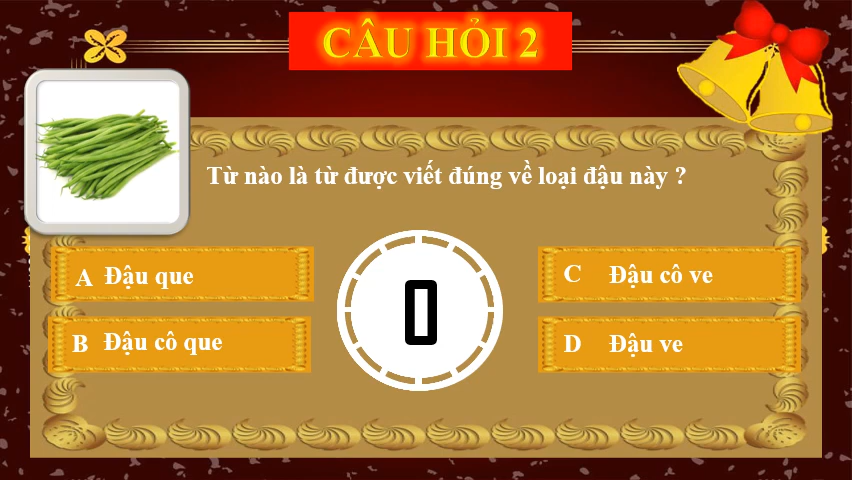 CÂU HỎI 2
Từ nào là từ được viết đúng về loại đậu này ?
A Đậu que
B Đậu cô que
0
C Đậu cô ve
D Đậu ve